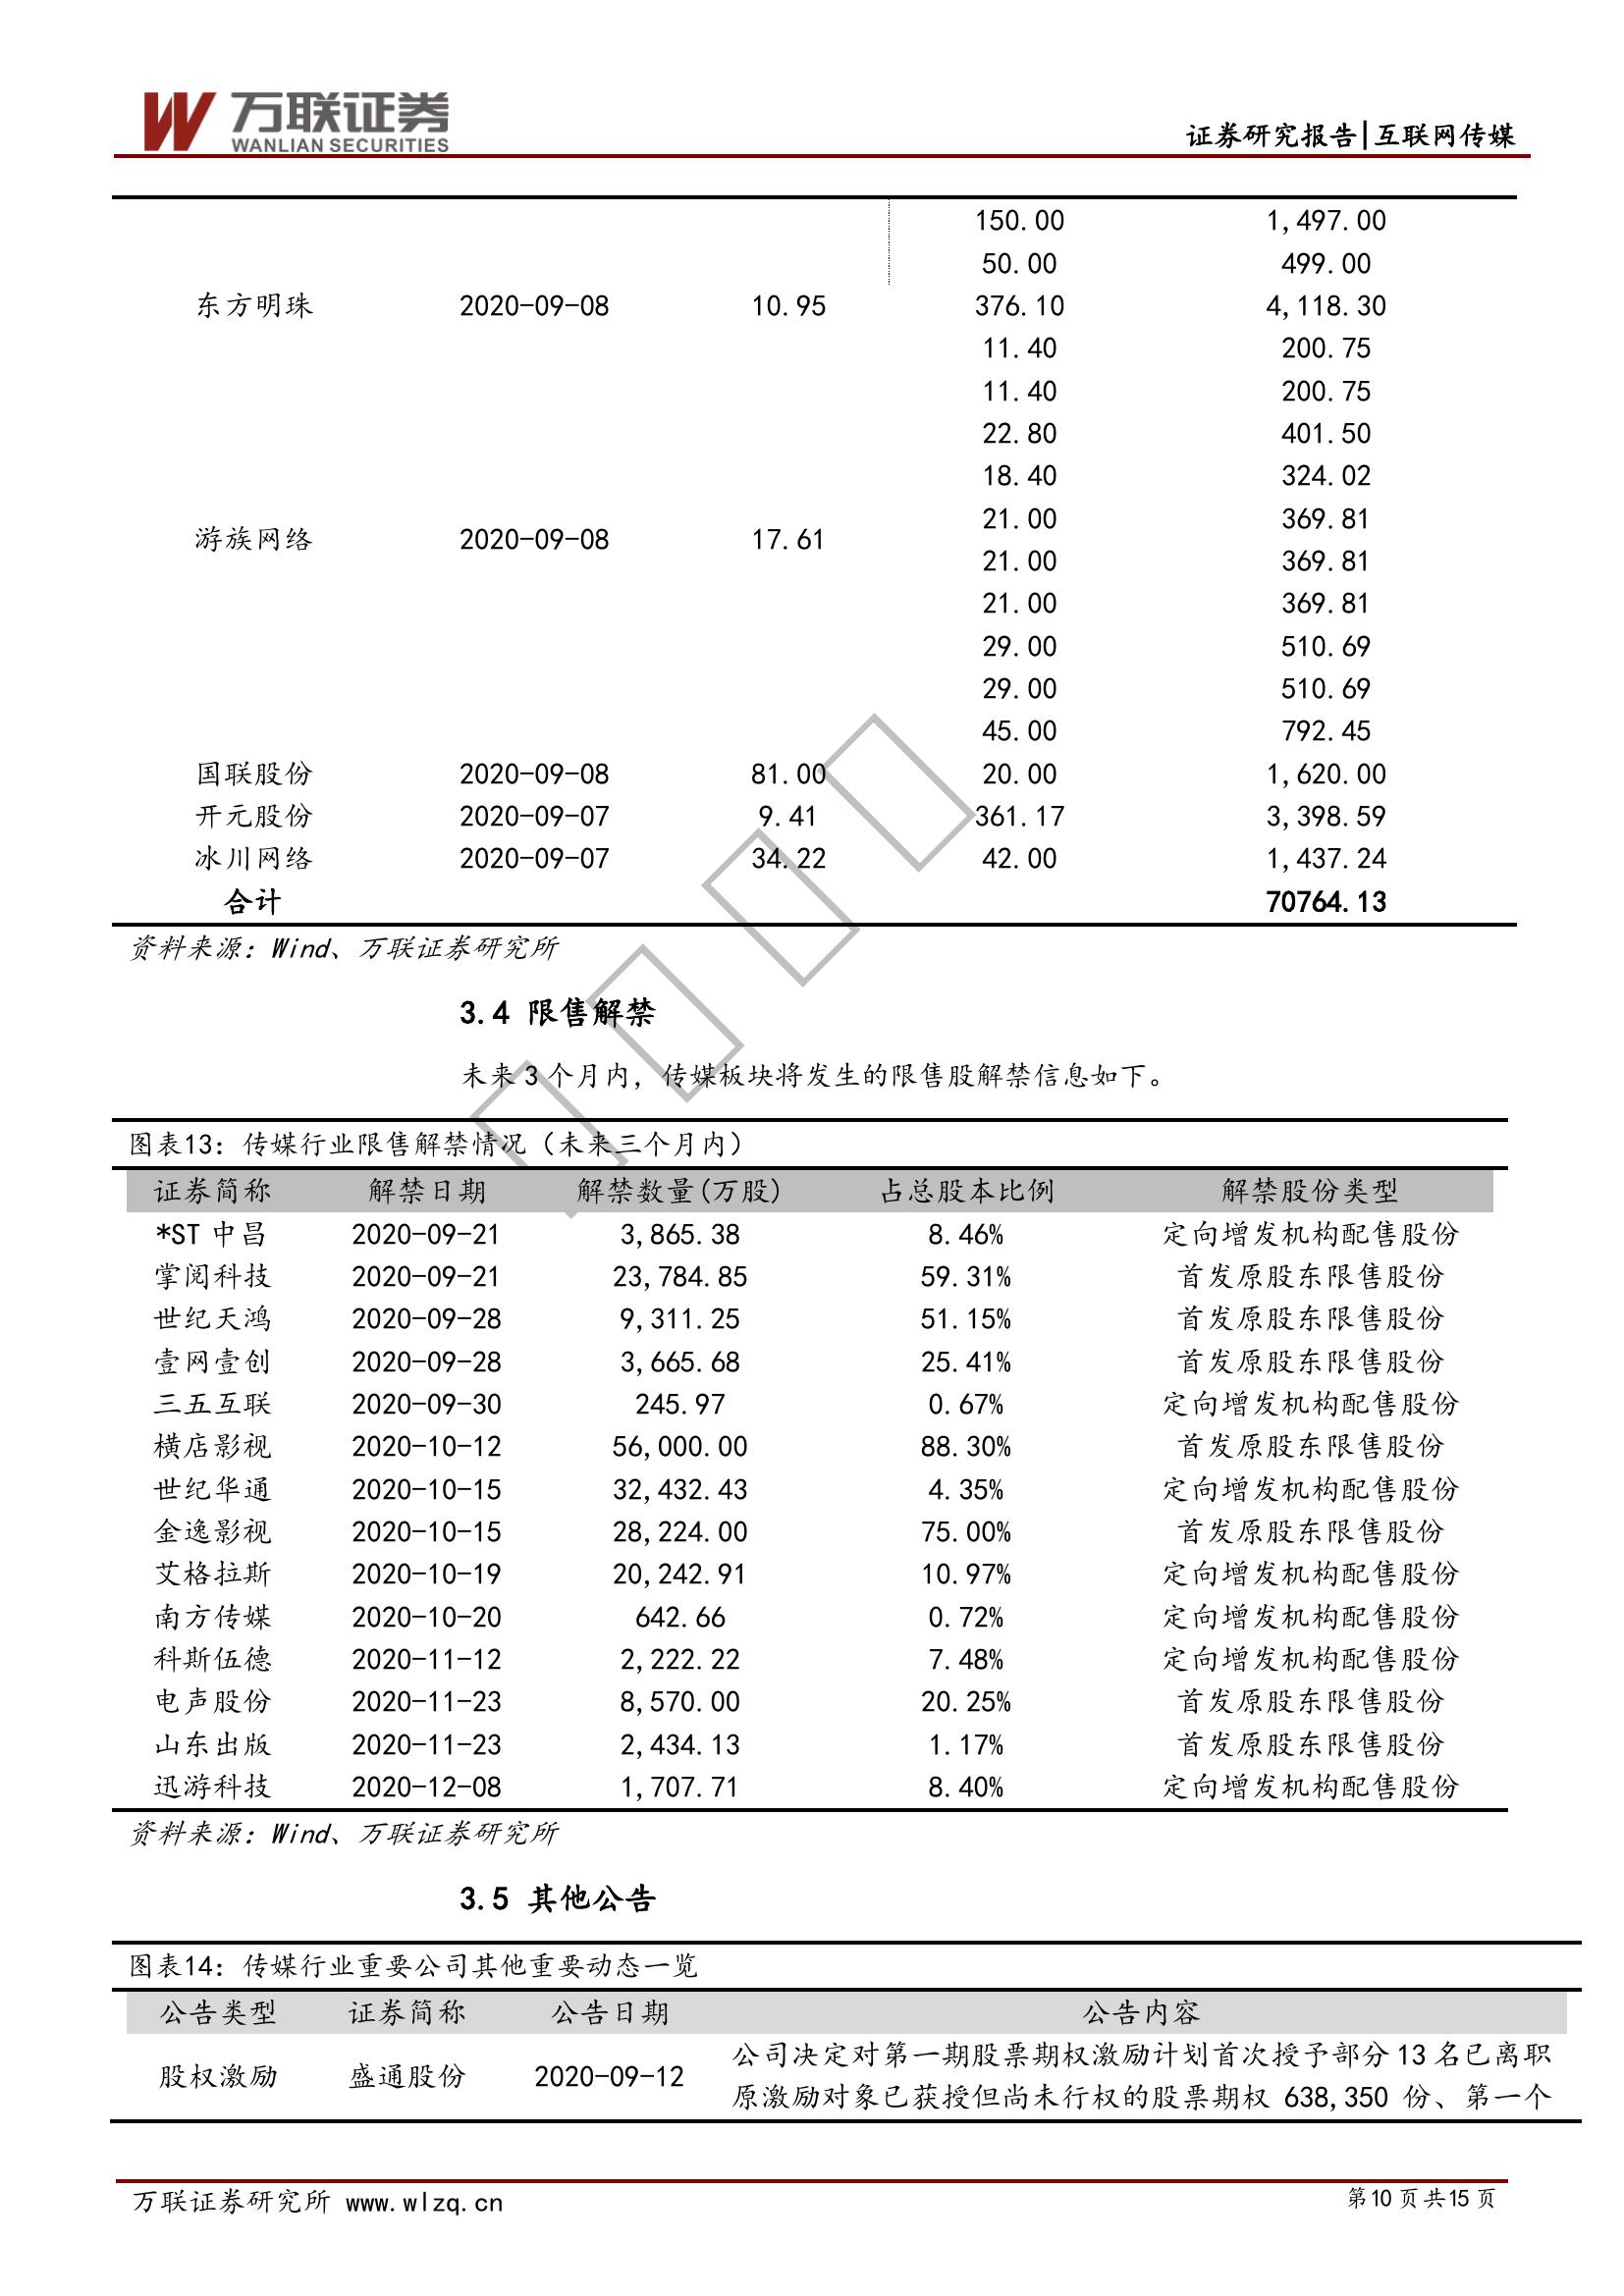 万联证券
WANLIAN SECURITIES
证券研究报告|互联网传媒
150.00 1,497.00
50.00 499.00
东方明珠 2020-09-08 10.95 376.10 4,118.30
11.40 200.75
11.40 200.75
22.80 401.50
18.40 324.02
21.00 369.81
游族网络 2020-09-08 17.61
21.00 369.81
21.00 369.81
29.00 510.69
29.00 510.69
45.00 792.45
国联股份 2020-09-08 81.00 20.00 1,620.00
开元股份 2020-09-07 9.41 361.17 3,398.59
冰川网络 2020-09-07 34.22 42.00 1,437.24
合计 70764.13
资料来源：Wind、万联证券研究所
3.4 限售解禁
未来 3 个月内，传媒板块将发生的限售股解禁信息如下。
图表13：传媒行业限售解禁情况（未来三个月内）
证券简称 解禁日期 解禁数量(万股) 占总股本比例 解禁股份类型
*ST 中昌 2020-09-21 3,865.38 8.46% 定向增发机构配售股份
掌阅科技 2020-09-21 23,784.85 59.31% 首发原股东限售股份
世纪天鸿 2020-09-28 9,311.25 51.15% 首发原股东限售股份
壹网壹创 2020-09-28 3,665.68 25.41% 首发原股东限售股份
三五互联 2020-09-30 245.97 0.67% 定向增发机构配售股份
横店影视 2020-10-12 56,000.00 88.30% 首发原股东限售股份
世纪华通 2020-10-15 32,432.43 4.35% 定向增发机构配售股份
金逸影视 2020-10-15 28,224.00 75.00% 首发原股东限售股份
艾格拉斯 2020-10-19 20,242.91 10.97% 定向增发机构配售股份
南方传媒 2020-10-20 642.66 0.72% 定向增发机构配售股份
科斯伍德 2020-11-12 2,222.22 7.48% 定向增发机构配售股份
电声股份 2020-11-23 8,570.00 20.25% 首发原股东限售股份
山东出版 2020-11-23 2,434.13 1.17% 首发原股东限售股份
迅游科技 2020-12-08 1,707.71 8.40% 定向增发机构配售股份
资料来源：Wind、万联证券研究所
3.5 其他公告
图表14：传媒行业重要公司其他重要动态一览
公告类型 证券简称 公告日期 公告内容
公司决定对第一期股票期权激励计划首次授予部分 13 名已离职
股权激励 盛通股份 2020-09-12
原激励对象已获授但尚未行权的股票期权 638,350 份、第一个
万联证券研究所 www.wlzq.cn 第 10 页 共 15 页